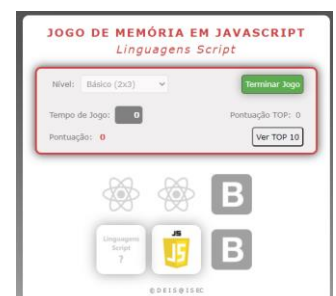 JOGO DE MEMÓRIA EM JAVASCRIPT
Linguagens Script
Nível: Básico (2x3) Terminar Jogo
Tempo de Jogo: 0 Pontuação TOP: 0
Pontuação: 0 Ver TOP 10
B
Linguagens
Script
?
JS
JS
B
©DEIS@ISEC